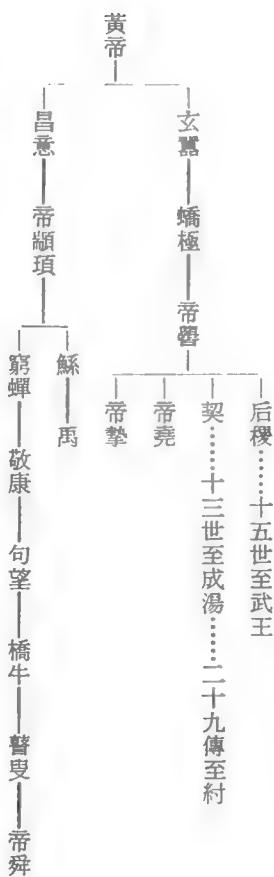 黃帝
玄囂——蟜極——帝嚳
后稷……十五世至武王
契……十三世至成湯……二十九傳至紂
帝堯
帝摯
昌意——帝顓頊
鯀——禹
窮蟬——敬康——句望——橋牛——瞽叟——帝舜